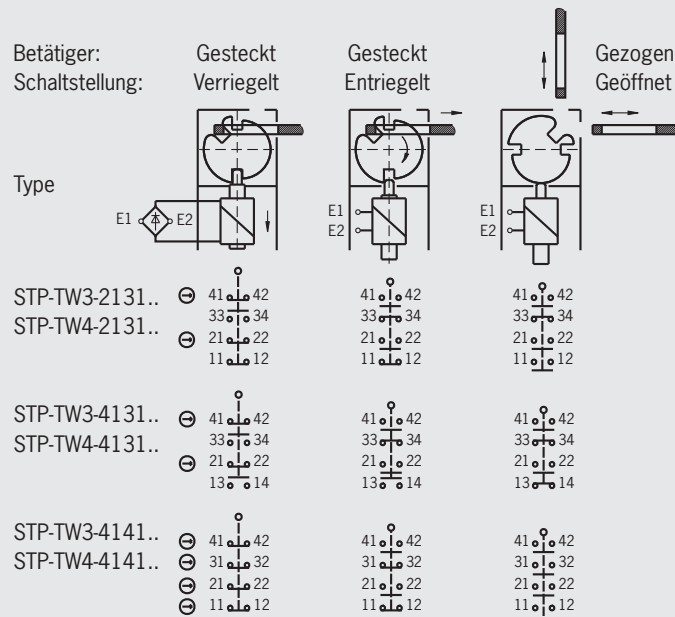 Betätiger: Gesteckt Gesteckt Gezogen
Schaltstellung: Verriegelt Entriegelt Geöffnet
Type
E1 E2 E1 E1
E2 E2
STP-TW3-2131.. 41 42 41 42 41 42
STP-TW4-2131.. 33 34 33 34 33 34
21 22 21 22 21 22
11 12 11 12 11 12
STP-TW3-4131.. 41 42 41 42 41 42
STP-TW4-4131.. 33 34 33 34 33 34
21 22 21 22 21 22
13 14 13 14 13 14
STP-TW3-4141.. 41 42 41 42 41 42
STP-TW4-4141.. 31 32 31 32 31 32
21 22 21 22 21 22
11 12 11 12 11 12